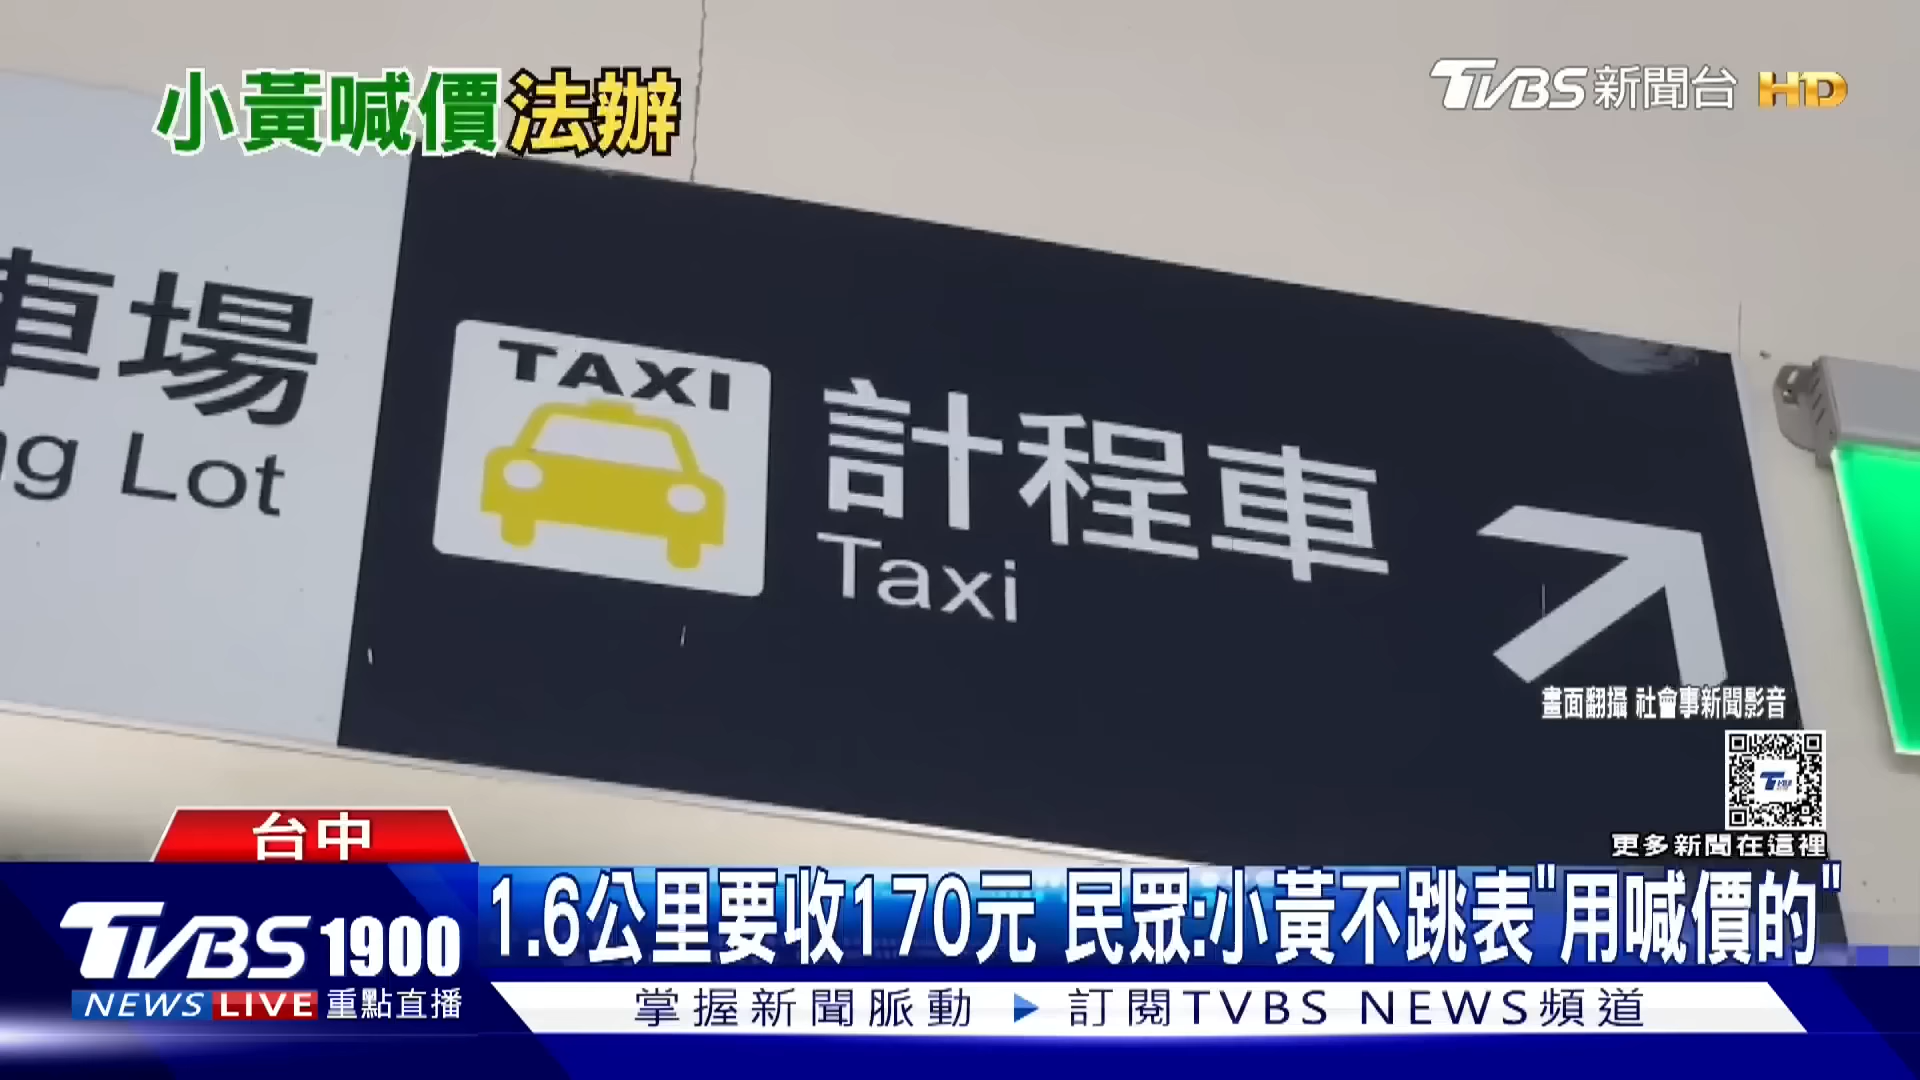 小黃喊價法辦
TVBS新聞台 HD
車場
ng Lot
TAXI
計程車
Taxi
畫面翻攝 社會事新聞影音
更多新聞在這裡
台中
1.6公里要收170元 民眾:小黃不跳表"用喊價的"
TVBS 1900
NEWS LIVE 重點直播
掌握新聞脈動 ▶ 訂閱TVBS NEWS頻道